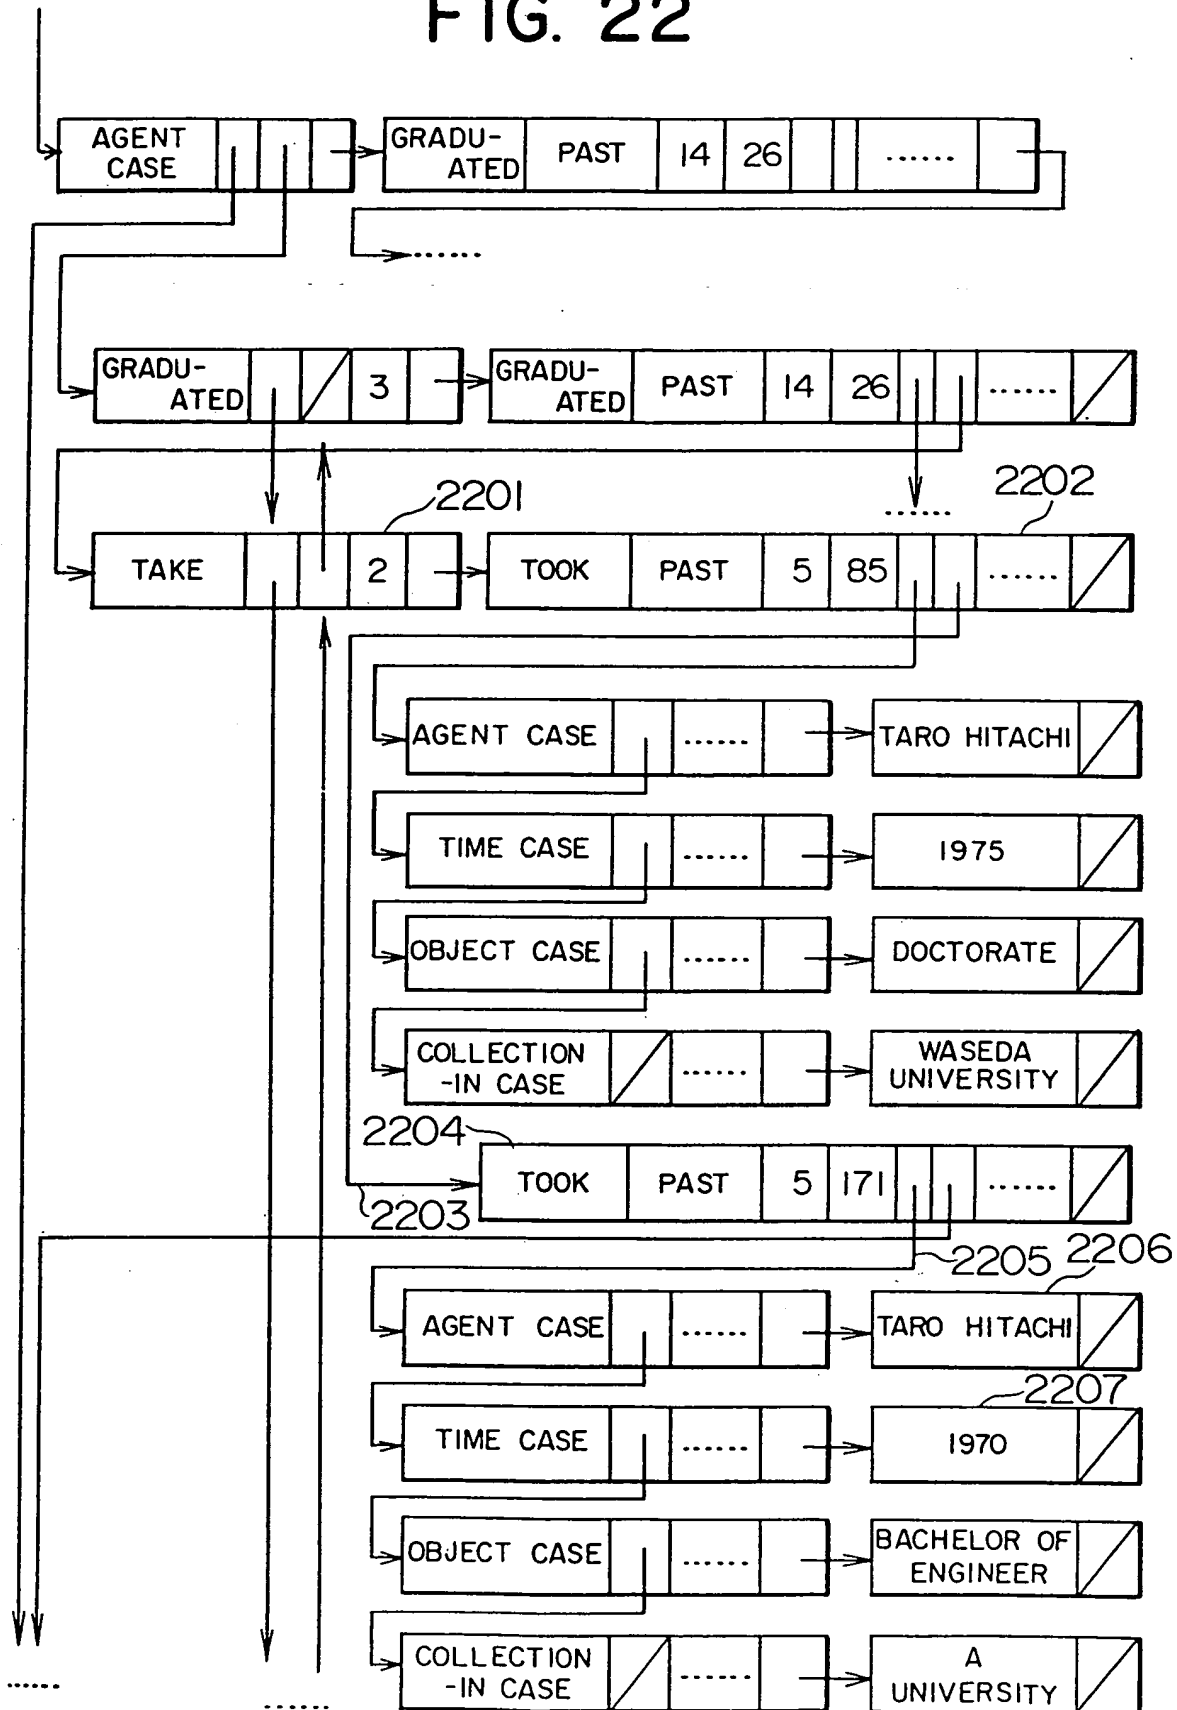 FIG. 22
AGENT
CASE
GRADU-
ATED
PAST
14
26
......
......
GRADU-
ATED
3
GRADU-
ATED
PAST
14
26
......
......
2201
2202
TAKE
2
TOOK
PAST
5
85
......
AGENT CASE
......
TARO HITACHI
TIME CASE
......
1975
OBJECT CASE
......
DOCTORATE
COLLECTION
-IN CASE
......
WASEDA
UNIVERSITY
2204
TOOK
PAST
5
171
......
2203
2205
2206
AGENT CASE
......
TARO HITACHI
2207
TIME CASE
......
1970
OBJECT CASE
......
BACHELOR OF
ENGINEER
COLLECTION
-IN CASE
......
A
UNIVERSITY
......
......